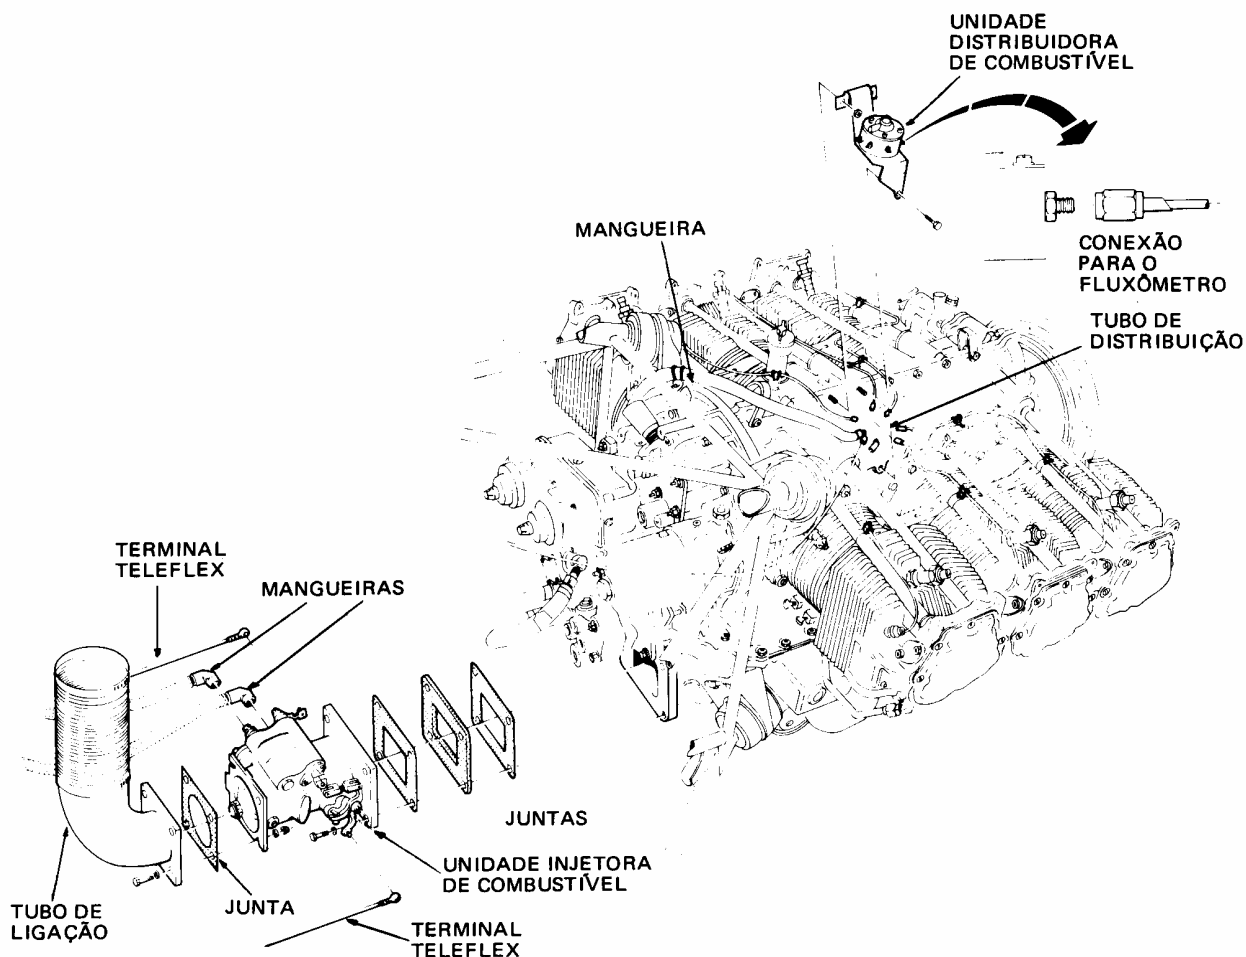 UNIDADE
DISTRIBUIDORA
DE COMBUSTÍVEL
MANGUEIRA
CONEXÃO
PARA O
FLUXÔMETRO
TUBO DE
DISTRIBUIÇÃO
TERMINAL
TELEFLEX
MANGUEIRAS
JUNTAS
UNIDADE INJETORA
DE COMBUSTÍVEL
JUNTA
TUBO DE
LIGAÇÃO
TERMINAL
TELEFLEX